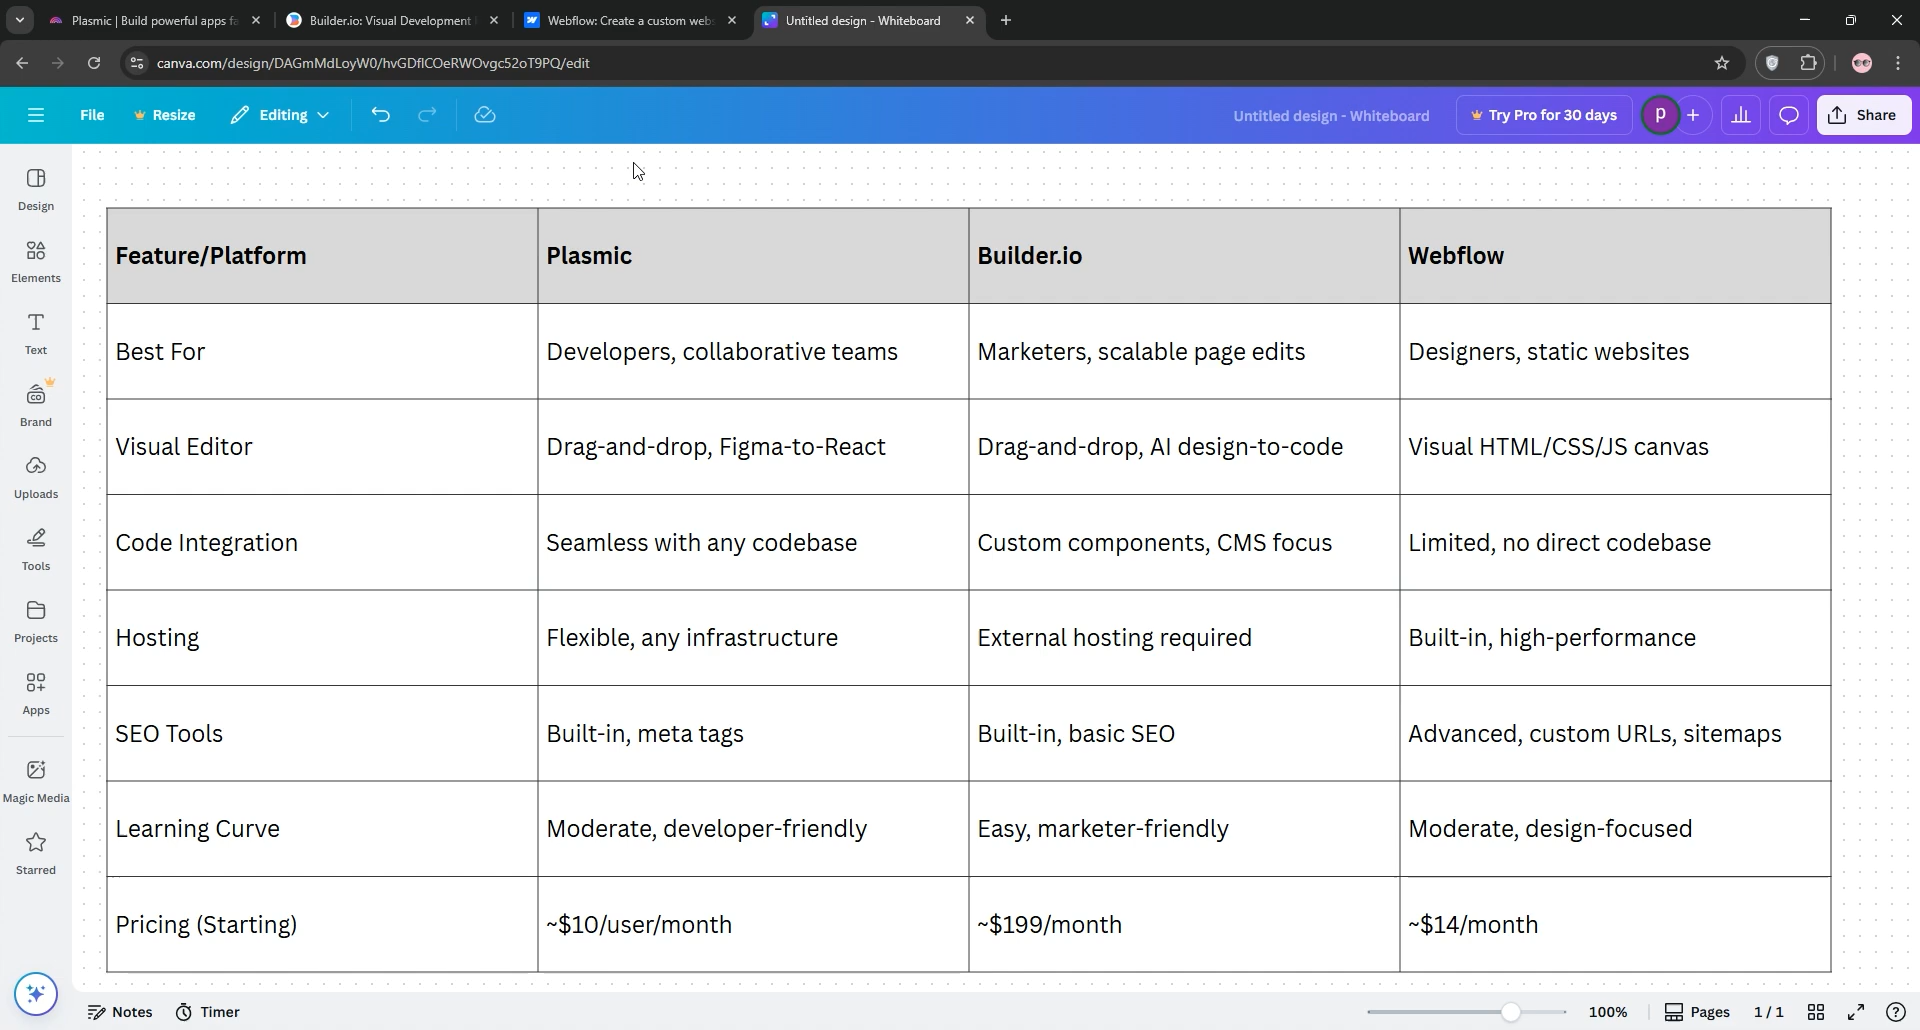 Plasmic | Build powerful apps fa
Builder.io: Visual Development
Webflow: Create a custom web
Untitled design - Whiteboard
canva.com/design/DAGmMdLoyW0/hvGDflCOeRWOvgc52oT9PQ/edit
File
Resize
Editing
Untitled design - Whiteboard
Try Pro for 30 days
P
Share
Design
Elements
Text
Brand
Uploads
Tools
Projects
Apps
Magic Media
Starred
Feature/Platform Plasmic Builder.io Webflow
Best For Developers, collaborative teams Marketers, scalable page edits Designers, static websites
Visual Editor Drag-and-drop, Figma-to-React Drag-and-drop, AI design-to-code Visual HTML/CSS/JS canvas
Code Integration Seamless with any codebase Custom components, CMS focus Limited, no direct codebase
Hosting Flexible, any infrastructure External hosting required Built-in, high-performance
SEO Tools Built-in, meta tags Built-in, basic SEO Advanced, custom URLs, sitemaps
Learning Curve Moderate, developer-friendly Easy, marketer-friendly Moderate, design-focused
Pricing (Starting) ~$10/user/month ~$199/month ~$14/month
Notes
Timer
100%
Pages
1 / 1